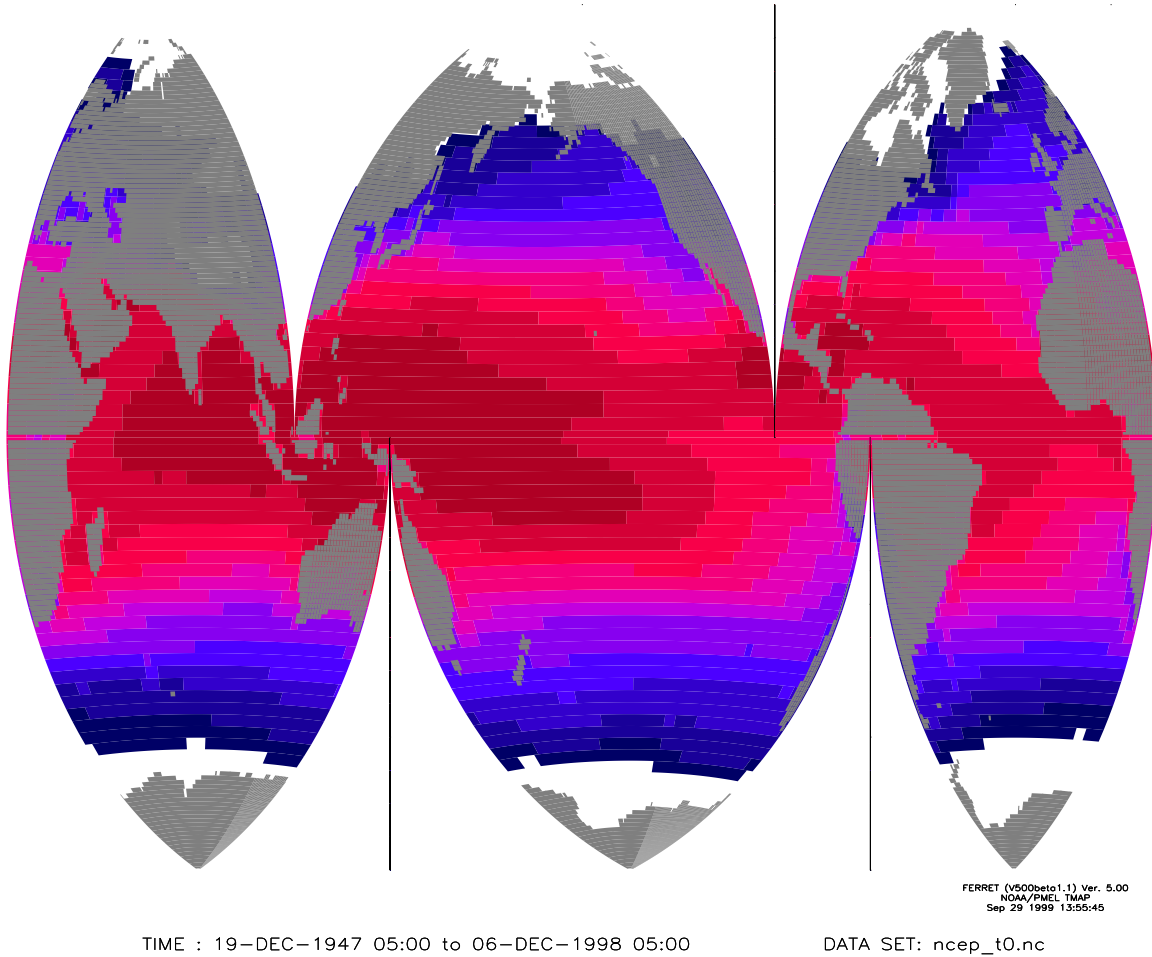 FERRET (V500beta1.1) Ver. 5.00
NOAA/PMEL TMAP
Sep 29 1999 13:55:45
TIME : 19-DEC-1947 05:00 to 06-DEC-1998 05:00
DATA SET: ncep_t0.nc